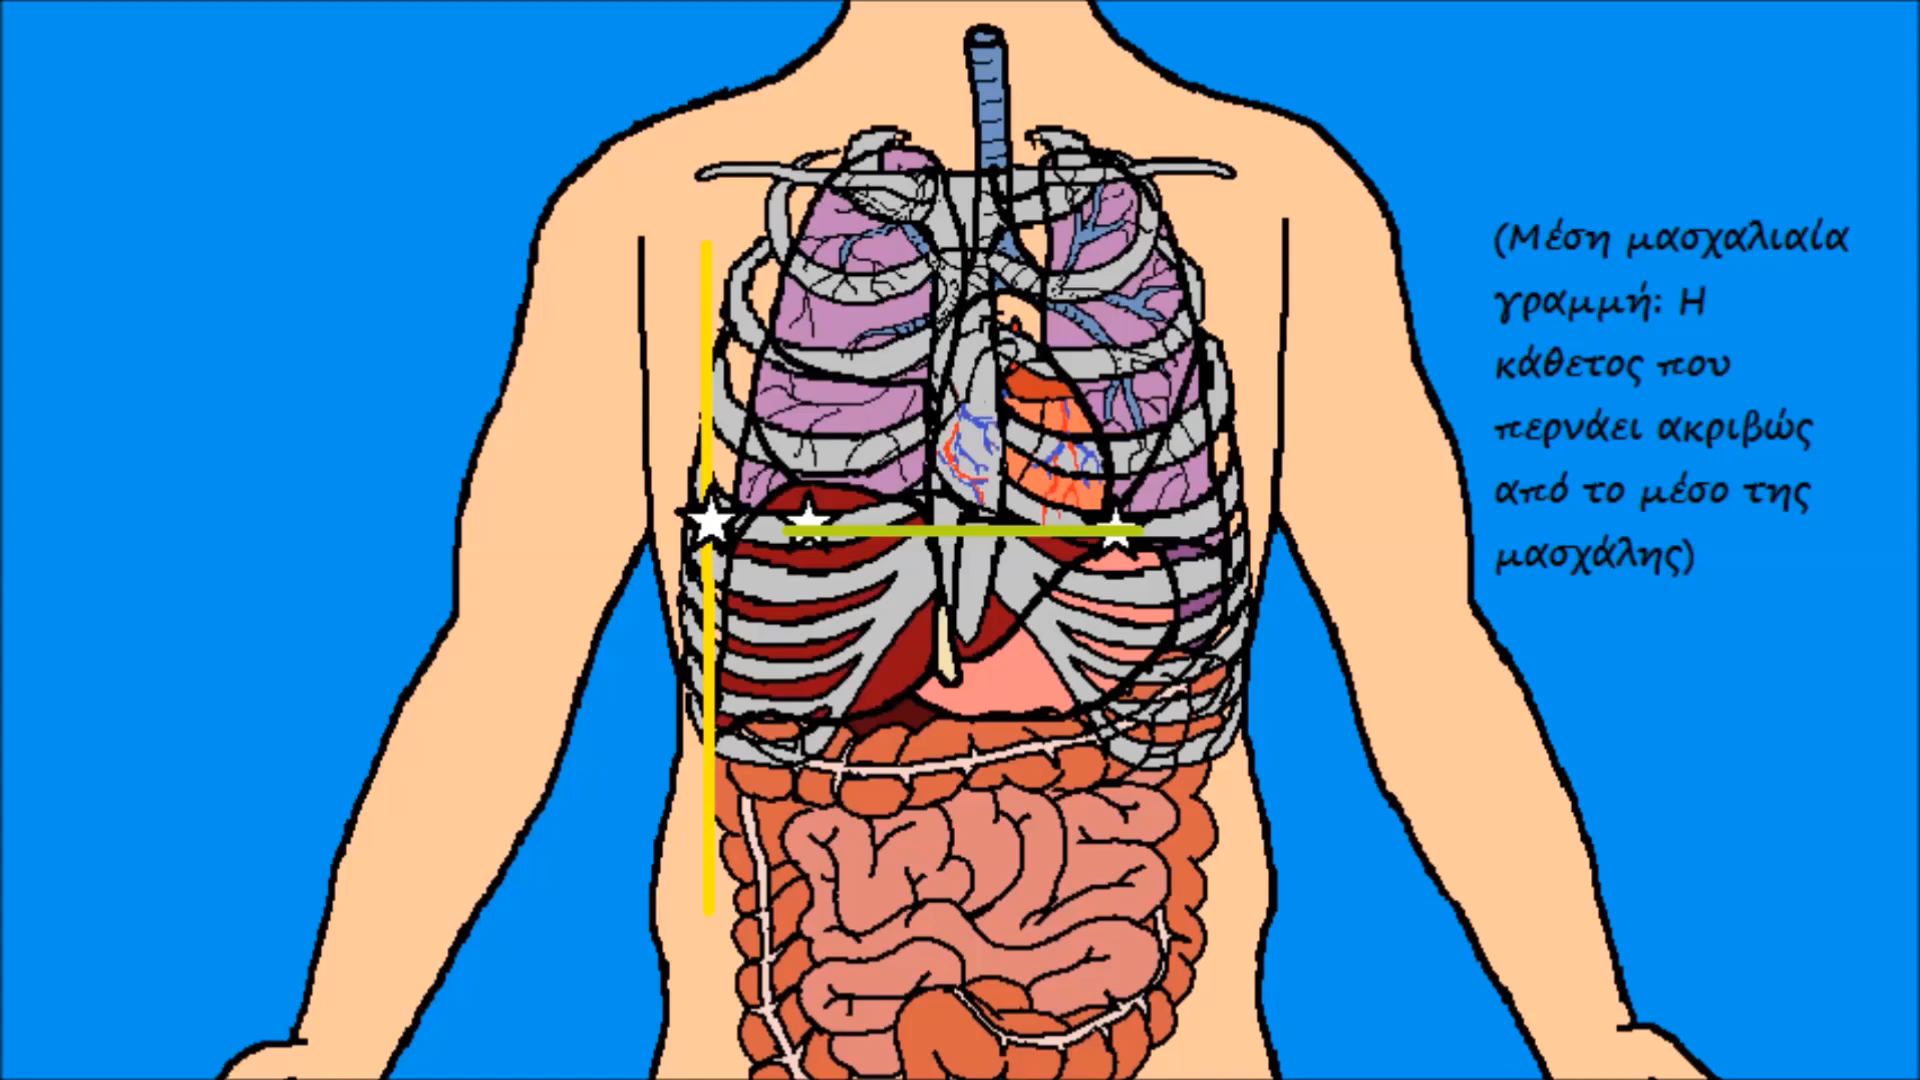 (Μέση μασχαλιαία
γραμμή: Η
κάθετος που
περνάει ακριβώς
από το μέσο της
μασχάλης)